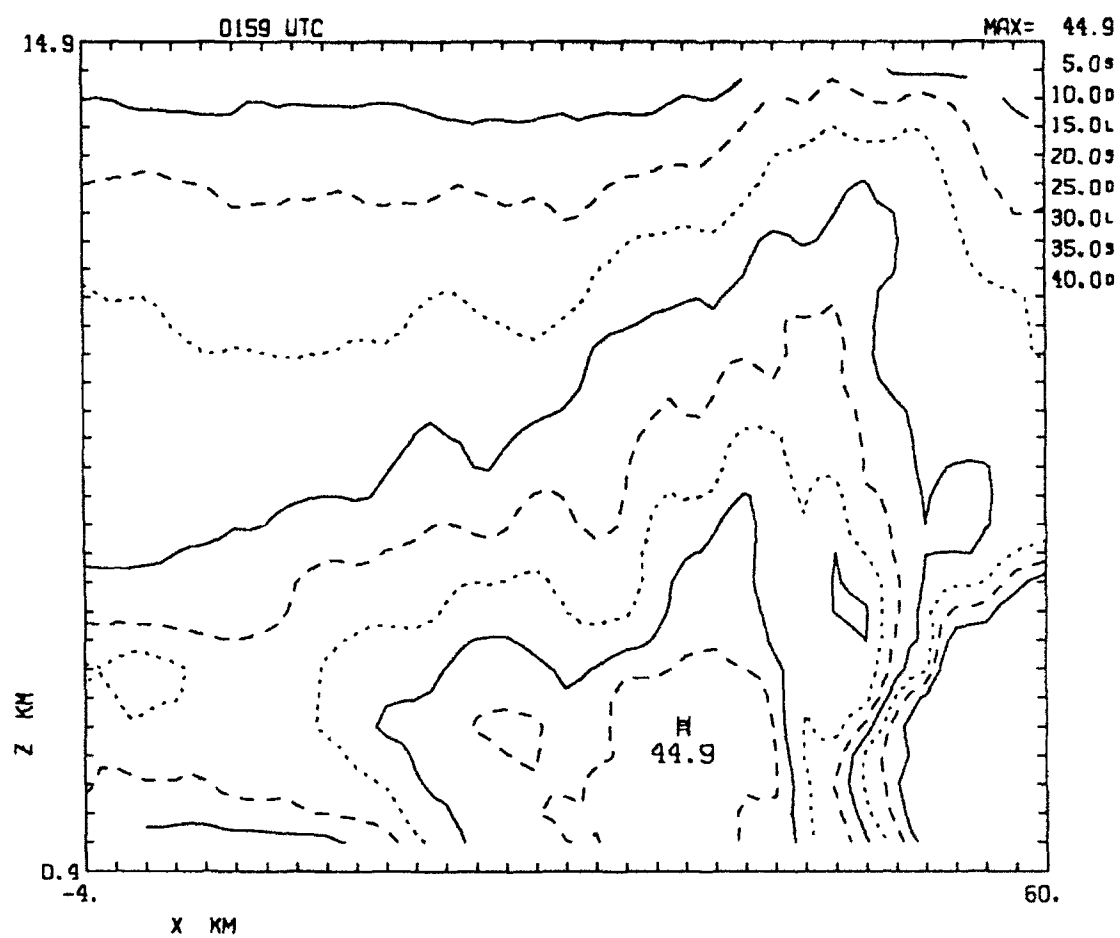 0159 UTC MAX= 44.9
14.9
5.0S
10.0D
15.0L
20.0S
25.0D
30.0L
35.0S
40.0D
Z KM
H
44.9
0.9
-4. 60.
X KM